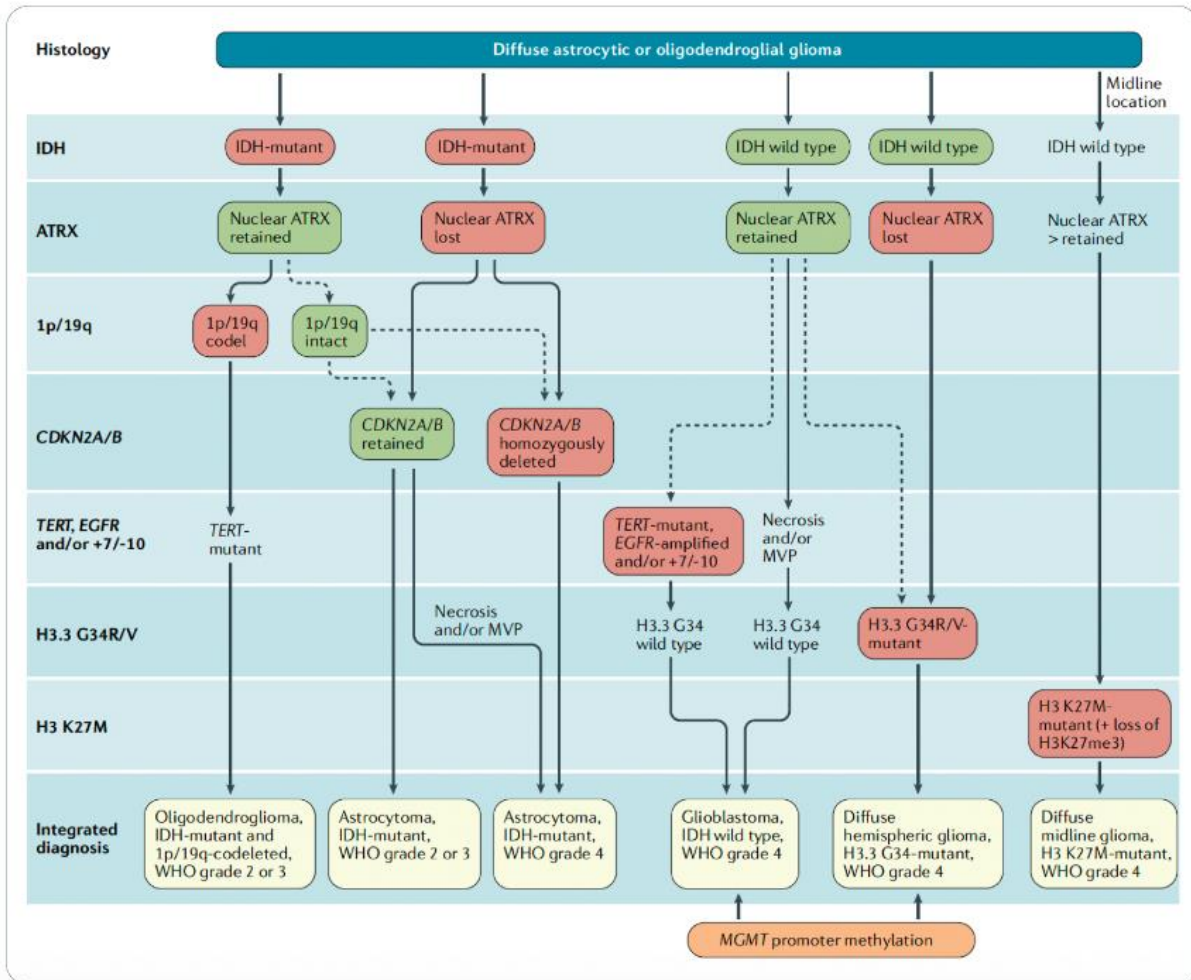 Histology
Diffuse astrocytic or oligodendroglial glioma
Midline
location
IDH
IDH-mutant
IDH-mutant
IDH wild type
IDH wild type
IDH wild type
ATRX
Nuclear ATRX
retained
Nuclear ATRX
lost
Nuclear ATRX
retained
Nuclear ATRX
lost
Nuclear ATRX
> retained
1p/19q
1p/19q
codel
1p/19q
intact
CDKN2A/B
CDKN2A/B
retained
CDKN2A/B
homozygously
deleted
TERT, EGFR
and/or +7/-10
TERT-
mutant
TERT-mutant,
EGFR-amplified
and/or +7/-10
Necrosis
and/or
MVP
H3.3 G34R/V
Necrosis
and/or MVP
H3.3 G34
wild type
H3.3 G34
wild type
H3.3 G34R/V-
mutant
H3 K27M
H3 K27M-
mutant (+ loss of
H3K27me3)
Integrated
diagnosis
Oligodendroglioma,
IDH-mutant and
1p/19q-codeleted,
WHO grade 2 or 3
Astrocytoma,
IDH-mutant,
WHO grade 2 or 3
Astrocytoma,
IDH-mutant,
WHO grade 4
Glioblastoma,
IDH wild type,
WHO grade 4
Diffuse
hemispheric glioma,
H3.3 G34-mutant,
WHO grade 4
Diffuse
midline glioma,
H3 K27M-mutant,
WHO grade 4
MGMT promoter methylation